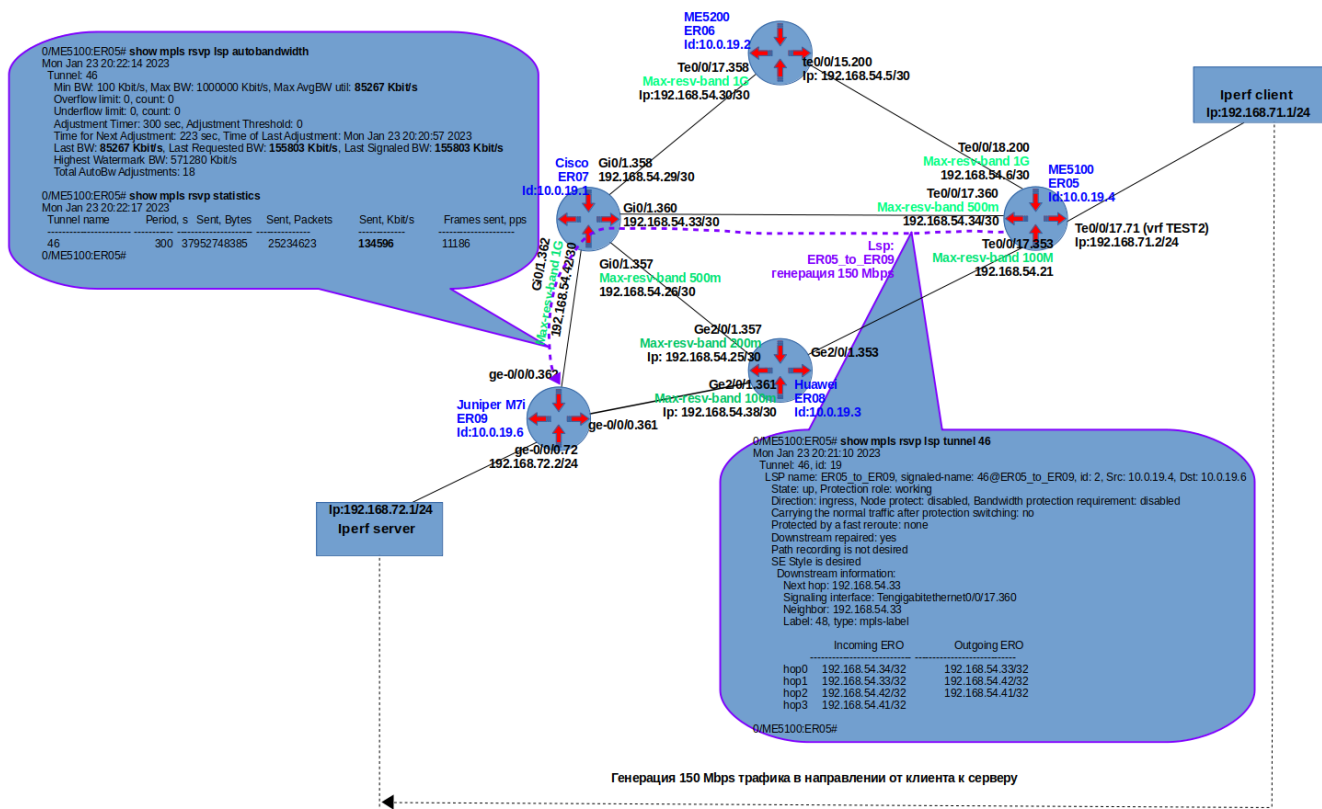 ME5200
ER06
Id:10.0.19.2
Te0/0/17.358
Max-resv-band 1G
Ip:192.168.54.30/30
te0/0/15.200
Ip: 192.168.54.5/30
Iperf client
Ip:192.168.71.1/24
0/ME5100:ER05# show mpls rsvp lsp autobandwidth
Mon Jan 23 20:22:14 2023
Tunnel: 46
Min BW: 100 Kbit/s, Max BW: 1000000 Kbit/s, Max AvgBW util: 85267 Kbit/s
Overflow limit: 0, count: 0
Underflow limit: 0, count: 0
Adjustment Timer: 300 sec, Adjustment Threshold: 0
Time for Next Adjustment: 223 sec, Time of Last Adjustment: Mon Jan 23 20:20:57 2023
Last BW: 85267 Kbit/s, Last Requested BW: 155803 Kbit/s, Last Signaled BW: 155803 Kbit/s
Highest Watermark BW: 571280 Kbit/s
Total AutoBw Adjustments: 18
0/ME5100:ER05# show mpls rsvp statistics
Mon Jan 23 20:22:17 2023
Tunnel name Period, s Sent, Bytes Sent, Packets Sent, Kbit/s Frames sent, pps
46 300 37952748385 25234623 134596 11186
0/ME5100:ER05#
Cisco
ER07
Id:10.0.19.1
Gi0/1.358
192.168.54.29/30
Gi0/1.360
192.168.54.33/30
Te0/0/18.200
Max-resv-band 1G
192.168.54.6/30
Te0/0/17.360
Max-resv-band 500m
192.168.54.34/30
ME5100
ER05
Id:10.0.19.4
Te0/0/17.71 (vrf TEST2)
Ip:192.168.71.2/24
Te0/0/17.353
Max-resv-band 100M
192.168.54.21
Lsp:
ER05_to_ER09
генерация 150 Mbps
Gi0/1.362
Max-resv-band 1G
192.168.54.42/30
Gi0/1.357
Max-resv-band 500m
192.168.54.26/30
Ge2/0/1.357
Max-resv-band 200m
Ip: 192.168.54.25/30
Ge2/0/1.353
Ge2/0/1.361
Max-resv-band 100m
Ip: 192.168.54.38/30
Huawei
ER08
Id:10.0.19.3
ge-0/0/0.362
Juniper M7i
ER09
Id:10.0.19.6
ge-0/0/0.361
ge-0/0/0.72
192.168.72.2/24
Ip:192.168.72.1/24
Iperf server
0/ME5100:ER05# show mpls rsvp lsp tunnel 46
Mon Jan 23 20:21:10 2023
Tunnel: 46, id: 19
LSP name: ER05_to_ER09, signaled-name: 46@ER05_to_ER09, id: 2, Src: 10.0.19.4, Dst: 10.0.19.6
State: up, Protection role: working
Direction: ingress, Node protect: disabled, Bandwidth protection requirement: disabled
Carrying the normal traffic after protection switching: no
Protected by a fast reroute: none
Downstream repaired: yes
Path recording is not desired
SE Style is desired
Downstream information:
Next hop: 192.168.54.33
Signaling interface: Tengigabitethernet0/0/17.360
Neighbor: 192.168.54.33
Label: 48, type: mpls-label
Incoming ERO Outgoing ERO
hop0 192.168.54.34/32 192.168.54.33/32
hop1 192.168.54.33/32 192.168.54.42/32
hop2 192.168.54.42/32 192.168.54.41/32
hop3 192.168.54.41/32
0/ME5100:ER05#
Генерация 150 Mbps трафика в направлении от клиента к серверу